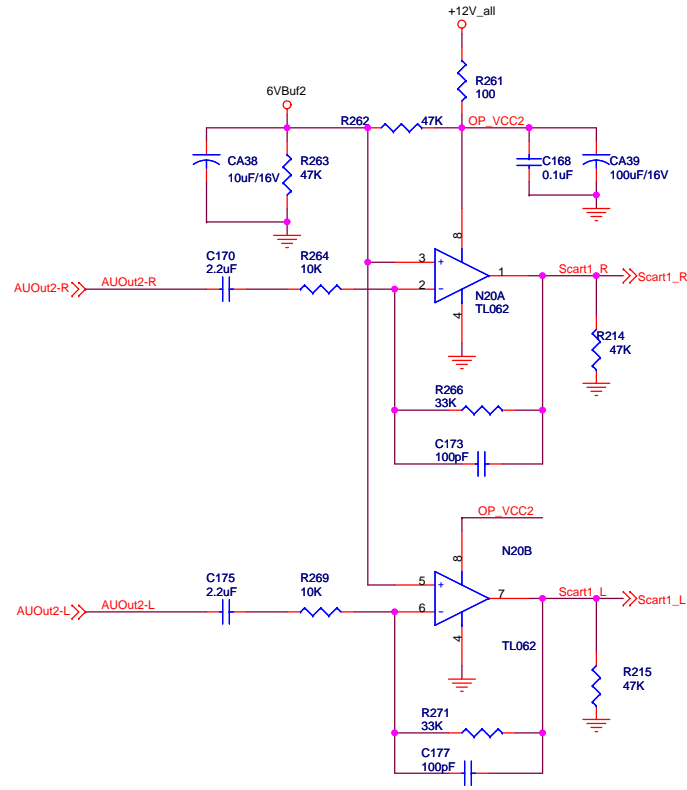 +12V_all
R261
100
6VBuf2
R262
47K
OP_VCC2
CA38
10uF/16V
R263
47K
C168
0.1uF
CA39
100uF/16V
8
C170
2.2uF
R264
10K
3
+
1
Scart1_R
Scart1_R
AUOut2-R
AUOut2-R
2
-
N20A
TL062
4
R214
47K
R266
33K
C173
100pF
OP_VCC2
N20B
8
C175
2.2uF
R269
10K
5
+
7
Scart1_L
Scart1_L
AUOut2-L
AUOut2-L
6
-
4
TL062
R215
47K
R271
33K
C177
100pF